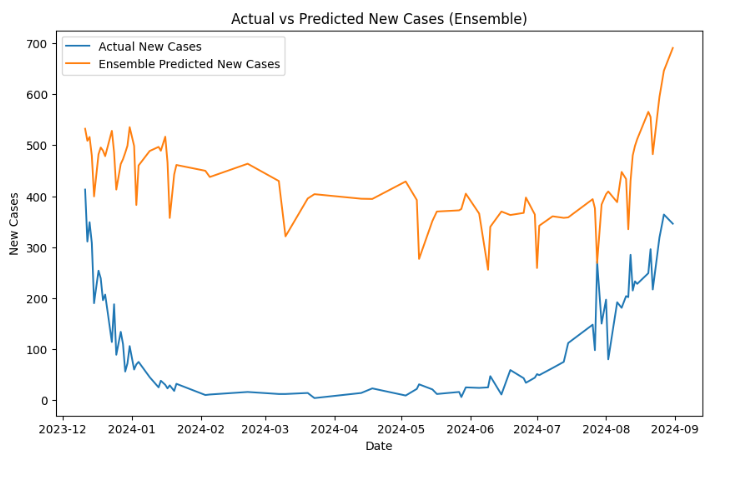 Actual vs Predicted New Cases (Ensemble)
700
Actual New Cases
Ensemble Predicted New Cases
600
500
400
New Cases
300
200
100
0
2023-12 2024-01 2024-02 2024-03 2024-04 2024-05 2024-06 2024-07 2024-08 2024-09
Date